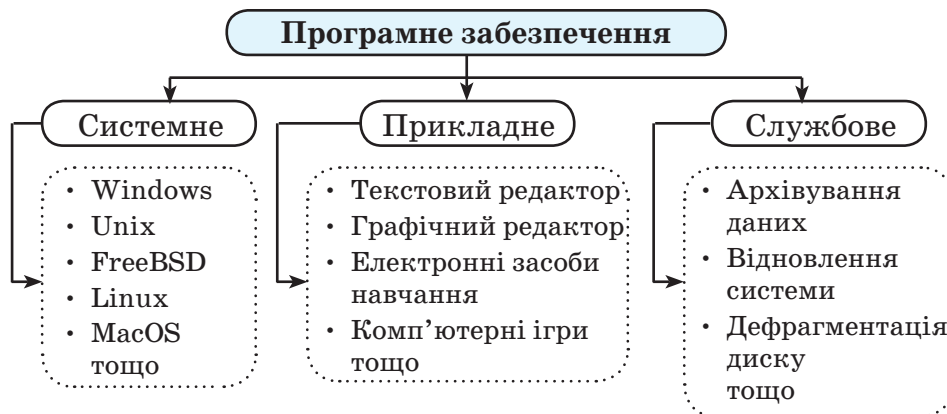 Програмне забезпечення
Системне
Прикладне
Службове
· Windows
· Unix
· FreeBSD
· Linux
· MacOS
тощо
· Текстовий редактор
· Графічний редактор
· Електронні засоби
навчання
· Комп’ютерні ігри
тощо
· Архівування
даних
· Відновлення
системи
· Дефрагментація
диску
тощо